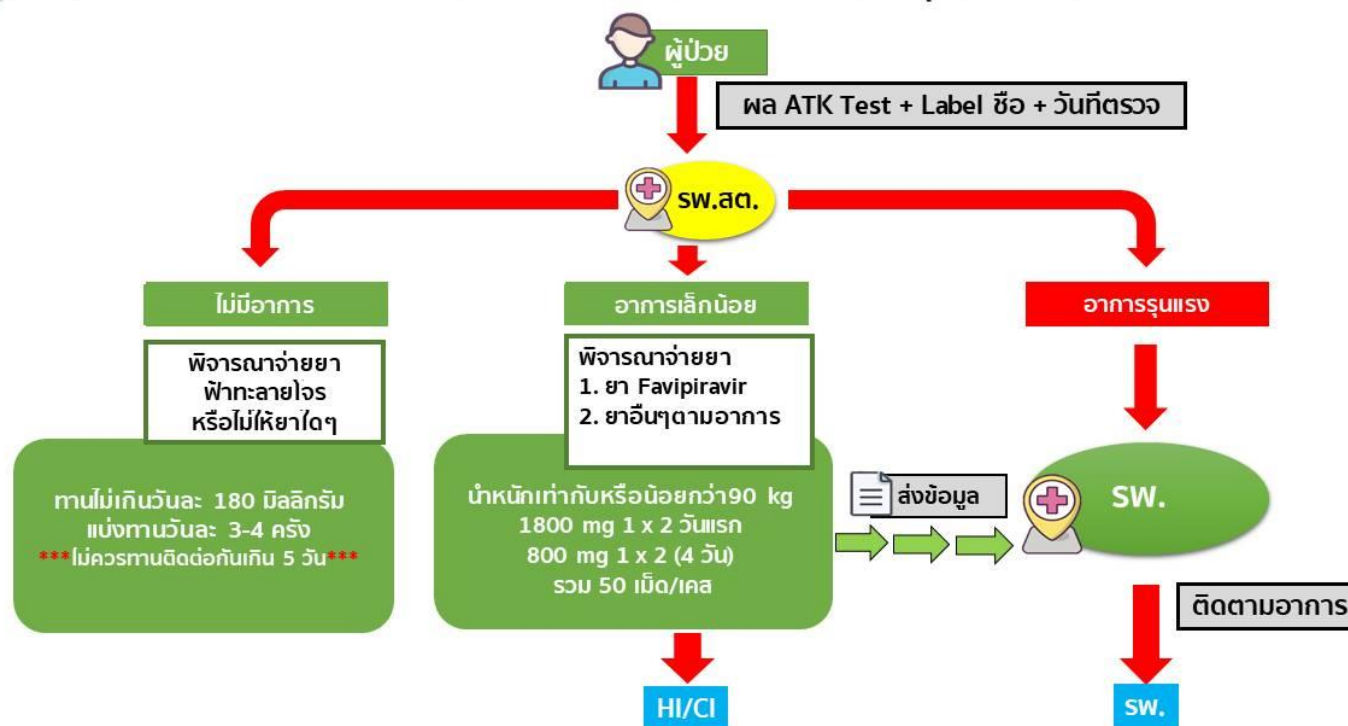 ผู้ป่วย
ผล ATK Test + Label ชื่อ + วันที่ตรวจ
รพ.สต.
ไม่มีอาการ
พิจารณาจ่ายยา
ฟ้าทะลายโจร
หรือไม่ให้ยาใดๆ
ทานไม่เกินวันละ 180 มิลลิกรัม
แบ่งทานวันละ 3-4 ครั้ง
***ไม่ควรทานติดต่อกันเกิน 5 วัน***
อาการเล็กน้อย
พิจารณาจ่ายยา
1. ยา Favipiravir
2. ยาอื่นๆตามอาการ
น้ำหนักเท่ากับหรือน้อยกว่า90 kg
1800 mg 1 x 2 วันแรก
800 mg 1 x 2 (4 วัน)
รวม 50 เม็ด/เคส
HI/CI
ส่งข้อมูล
อาการรุนแรง
รพ.
ติดตามอาการ
รพ.